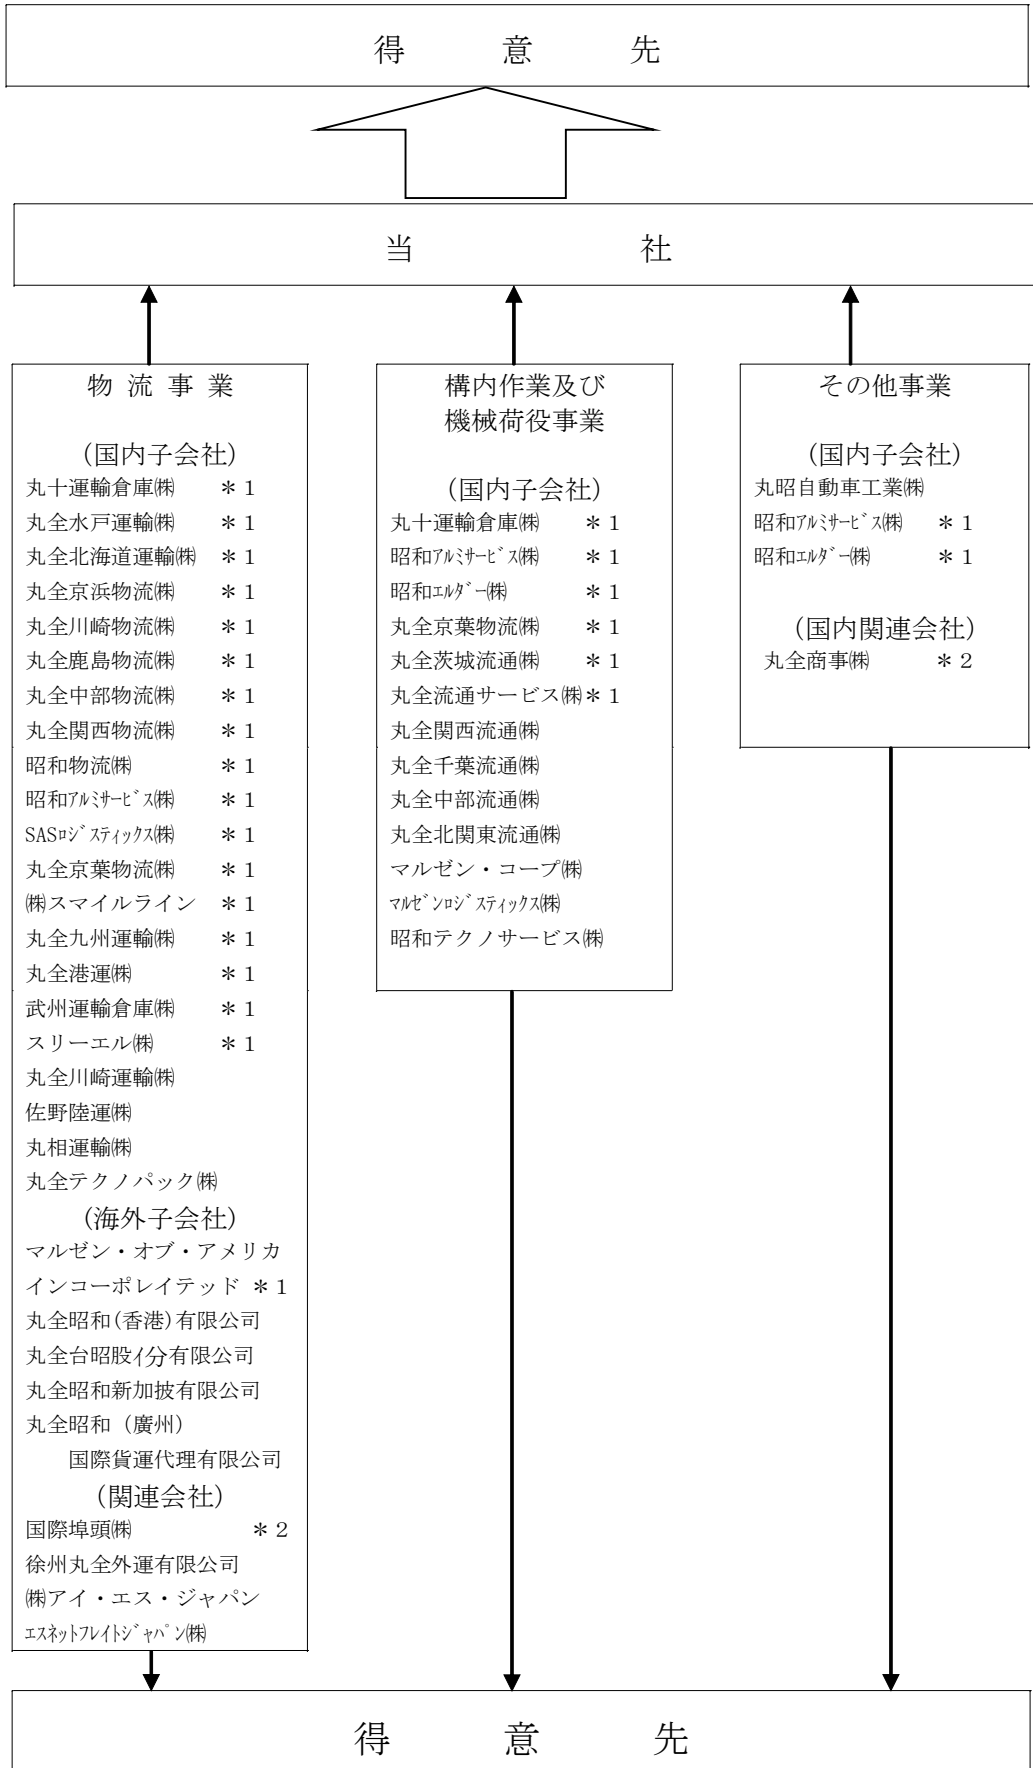 得意先
当社
物流事業
(国内子会社)
丸十運輸倉庫㈱ ＊1
丸全水戸運輸㈱ ＊1
丸全北海道運輸㈱ ＊1
丸全京浜物流㈱ ＊1
丸全川崎物流㈱ ＊1
丸全鹿島物流㈱ ＊1
丸全中部物流㈱ ＊1
丸全関西物流㈱ ＊1
昭和物流㈱ ＊1
昭和ｱﾙﾐｻｰﾋﾞｽ㈱ ＊1
SASﾛｼﾞｽﾃｨｯｸｽ㈱ ＊1
丸全京葉物流㈱ ＊1
㈱スマイルライン ＊1
丸全九州運輸㈱ ＊1
丸全港運㈱ ＊1
武州運輸倉庫㈱ ＊1
スリーエル㈱ ＊1
丸全川崎運輸㈱
佐野陸運㈱
丸相運輸㈱
丸全テクノパック㈱
(海外子会社)
マルゼン・オブ・アメリカ
インコーポレイテッド ＊1
丸全昭和(香港)有限公司
丸全台昭股ｲ分有限公司
丸全昭和新加披有限公司
丸全昭和（廣州）
国際貨運代理有限公司
(関連会社)
国際埠頭㈱ ＊2
徐州丸全外運有限公司
㈱アイ・エス・ジャパン
ｴｽﾈｯﾄﾌﾚｲﾄｼﾞｬﾊﾟﾝ㈱
構内作業及び
機械荷役事業
(国内子会社)
丸十運輸倉庫㈱ ＊1
昭和ｱﾙﾐｻｰﾋﾞｽ㈱ ＊1
昭和ｴﾙﾀﾞｰ㈱ ＊1
丸全京葉物流㈱ ＊1
丸全茨城流通㈱ ＊1
丸全流通サービス㈱＊1
丸全関西流通㈱
丸全千葉流通㈱
丸全中部流通㈱
丸全北関東流通㈱
マルゼン・コープ㈱
ﾏﾙｾﾞﾝﾛｼﾞｽﾃｨｯｸｽ㈱
昭和テクノサービス㈱
その他事業
(国内子会社)
丸昭自動車工業㈱
昭和ｱﾙﾐｻｰﾋﾞｽ㈱ ＊1
昭和ｴﾙﾀﾞｰ㈱ ＊1
(国内関連会社)
丸全商事㈱ ＊2
得意先